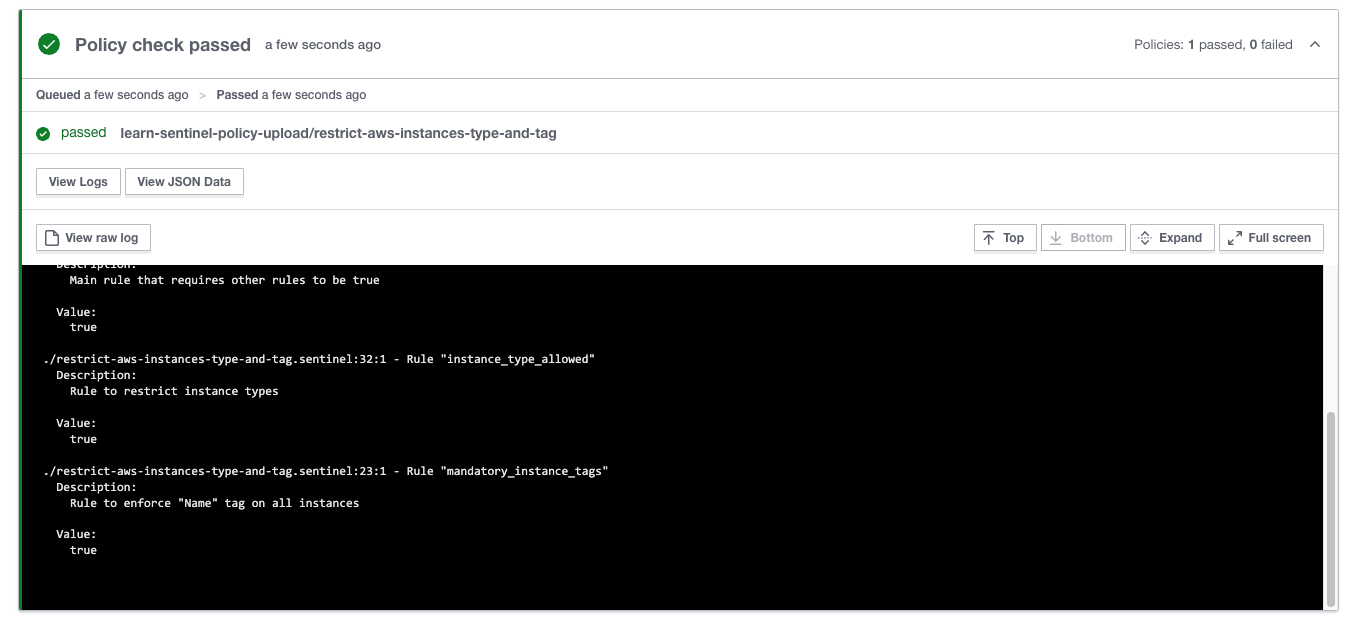 Policy check passed a few seconds ago Policies: 1 passed, 0 failed
Queued a few seconds ago > Passed a few seconds ago
passed learn-sentinel-policy-upload/restrict-aws-instances-type-and-tag
View Logs View JSON Data
View raw log Top Bottom Expand Full screen
Description:
Main rule that requires other rules to be true
Value:
true
./restrict-aws-instances-type-and-tag.sentinel:32:1 - Rule "instance_type_allowed"
Description:
Rule to restrict instance types
Value:
true
./restrict-aws-instances-type-and-tag.sentinel:23:1 - Rule "mandatory_instance_tags"
Description:
Rule to enforce "Name" tag on all instances
Value:
true